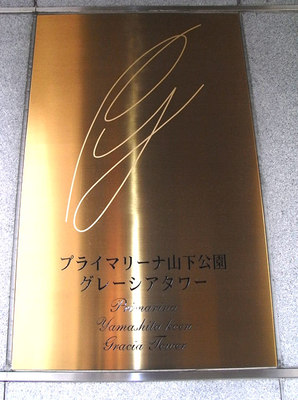 プライマリーナ山下公園
グレーシアタワー
Primarina
Yamashita koen
Gracia Tower